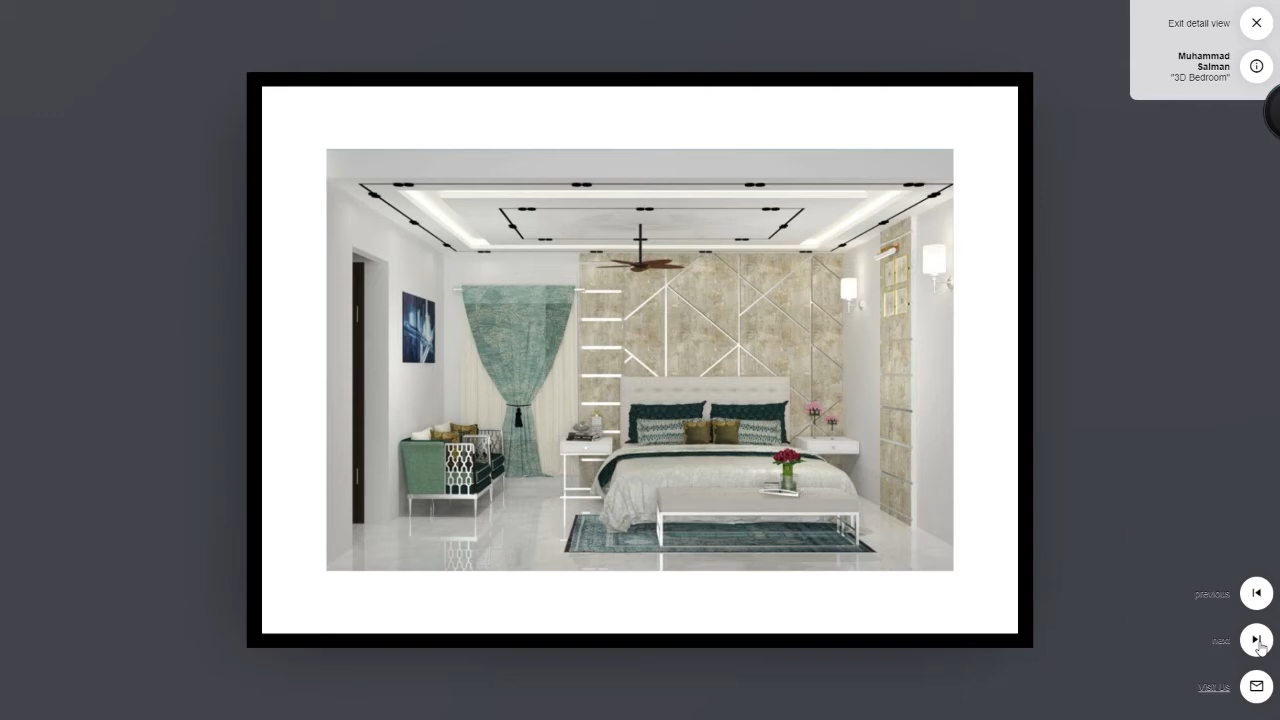 Exit detail view
Muhammad
Salman
"3D Bedroom"
previous
next
Visit Us